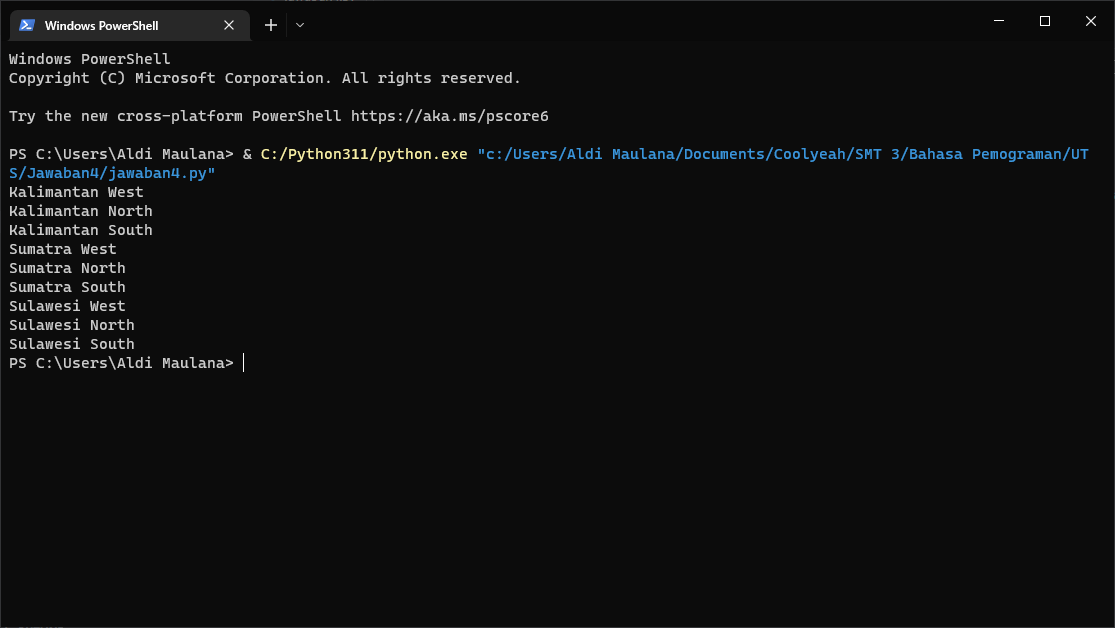 Windows PowerShell
Windows PowerShell
Copyright (C) Microsoft Corporation. All rights reserved.
Try the new cross-platform PowerShell https://aka.ms/pscore6
PS C:\Users\Aldi Maulana> & C:/Python311/python.exe "c:/Users/Aldi Maulana/Documents/Coolyeah/SMT 3/Bahasa Pemograman/UT
S/Jawaban4/jawaban4.py"
Kalimantan West
Kalimantan North
Kalimantan South
Sumatra West
Sumatra North
Sumatra South
Sulawesi West
Sulawesi North
Sulawesi South
PS C:\Users\Aldi Maulana>